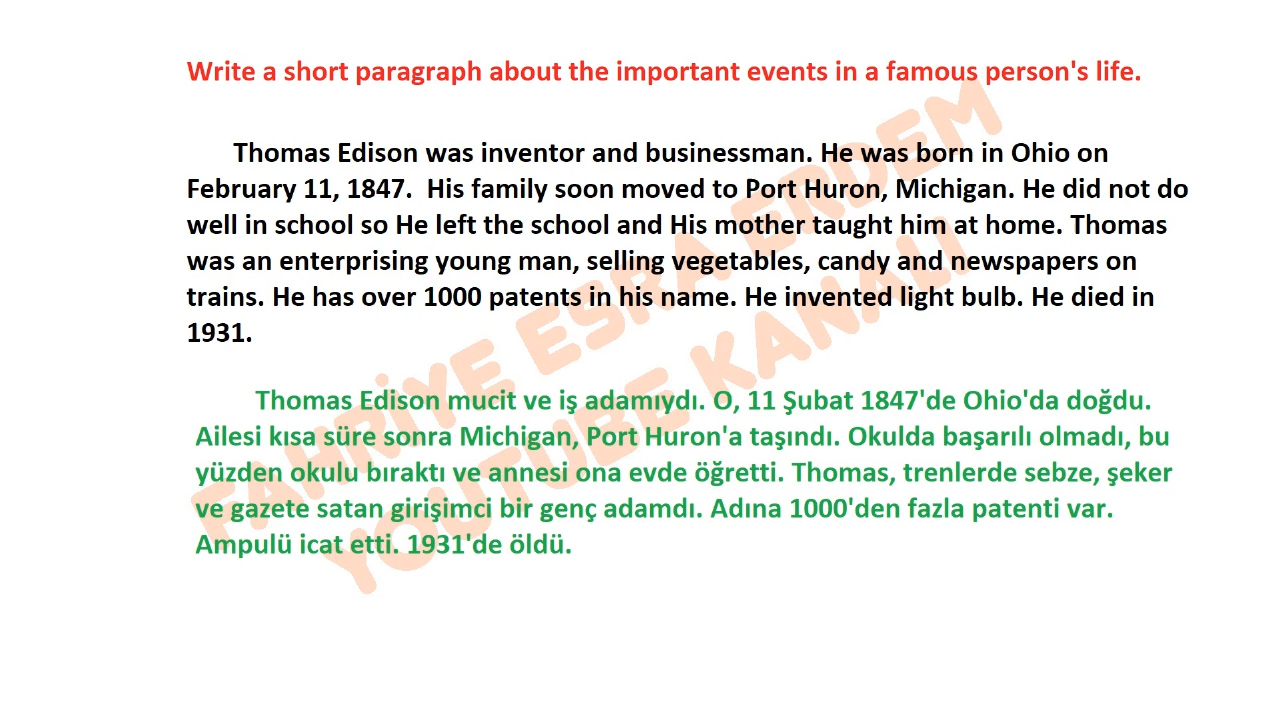 Write a short paragraph about the important events in a famous person's life.
Thomas Edison was inventor and businessman. He was born in Ohio on
February 11, 1847.  His family soon moved to Port Huron, Michigan. He did not do
well in school so He left the school and His mother taught him at home. Thomas
was an enterprising young man, selling vegetables, candy and newspapers on
trains. He has over 1000 patents in his name. He invented light bulb. He died in
1931.
Thomas Edison mucit ve iş adamıydı. O, 11 Şubat 1847'de Ohio'da doğdu.
Ailesi kısa süre sonra Michigan, Port Huron'a taşındı. Okulda başarılı olmadı, bu
yüzden okulu bıraktı ve annesi ona evde öğretti. Thomas, trenlerde sebze, şeker
ve gazete satan girişimci bir genç adamdı. Adına 1000'den fazla patenti var.
Ampulü icat etti. 1931'de öldü.
FAHRİYE ESRA ERDEM
YOUTUBE KANALI